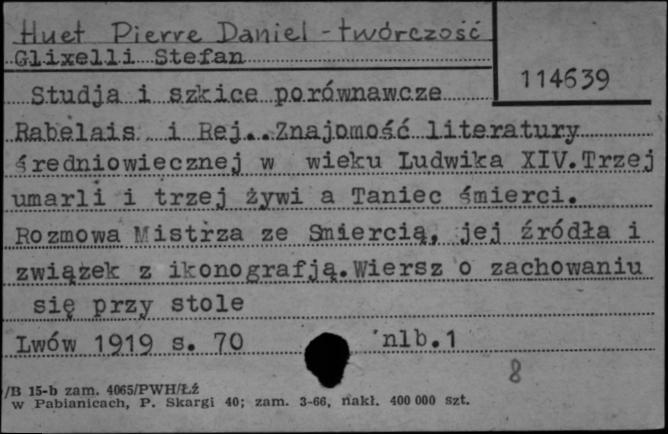 Huet Pierre Daniel - twórczość
Glixelli Stefan
114639
Studja i szkice porównawcze
Rabelais i Rej..Znajomość literatury
średniowiecznej w wieku Ludwika XIV.Trzej
umarli i trzej żywi a Taniec śmierci.
Rozmowa Mistrza ze Śmiercią, jej źródła i
związek z ikonografją.Wiersz o zachowaniu
się przy stole
Lwów 1919 s. 70 nlb.1
8
/B 15-b zam. 4065/PWH/Łź
w Pabianicach, P. Skargi 40; zam. 3-66, nakł. 400 000 szt.